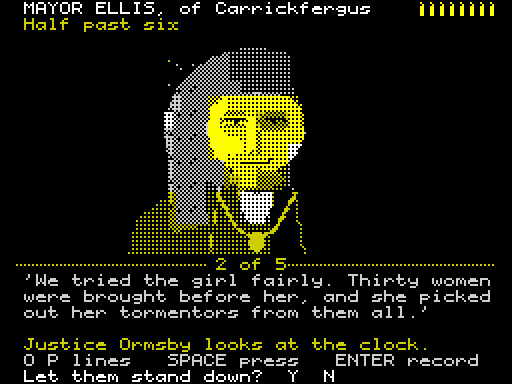 MAYOR ELLIS, of Carrickfergus
Half past six
2 of 5
'We tried the girl fairly. Thirty women
were brought before her, and she picked
out her tormentors from them all.'
Justice Ormsby looks at the clock.
O P lines   SPACE press   ENTER record
Let them stand down?  Y  N